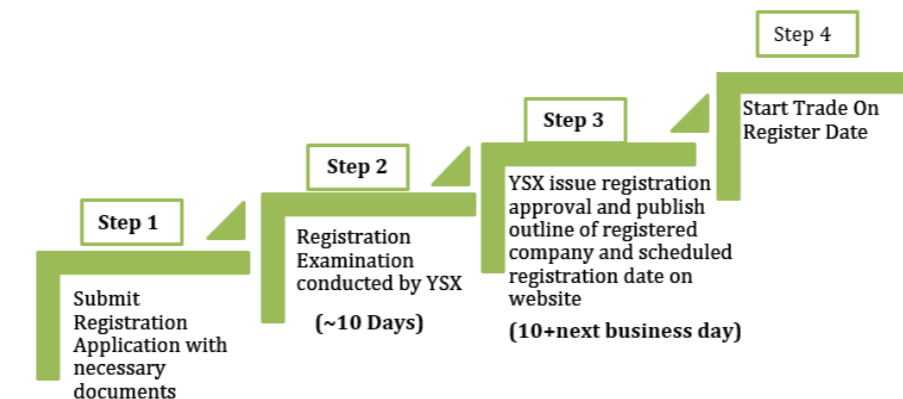 Step 1
Submit
Registration
Application with
necessary
documents
Step 2
Registration
Examination
conducted by YSX
(~10 Days)
Step 3
YSX issue registration
approval and publish
outline of registered
company and scheduled
registration date on
website
(10+next business day)
Step 4
Start Trade On
Register Date